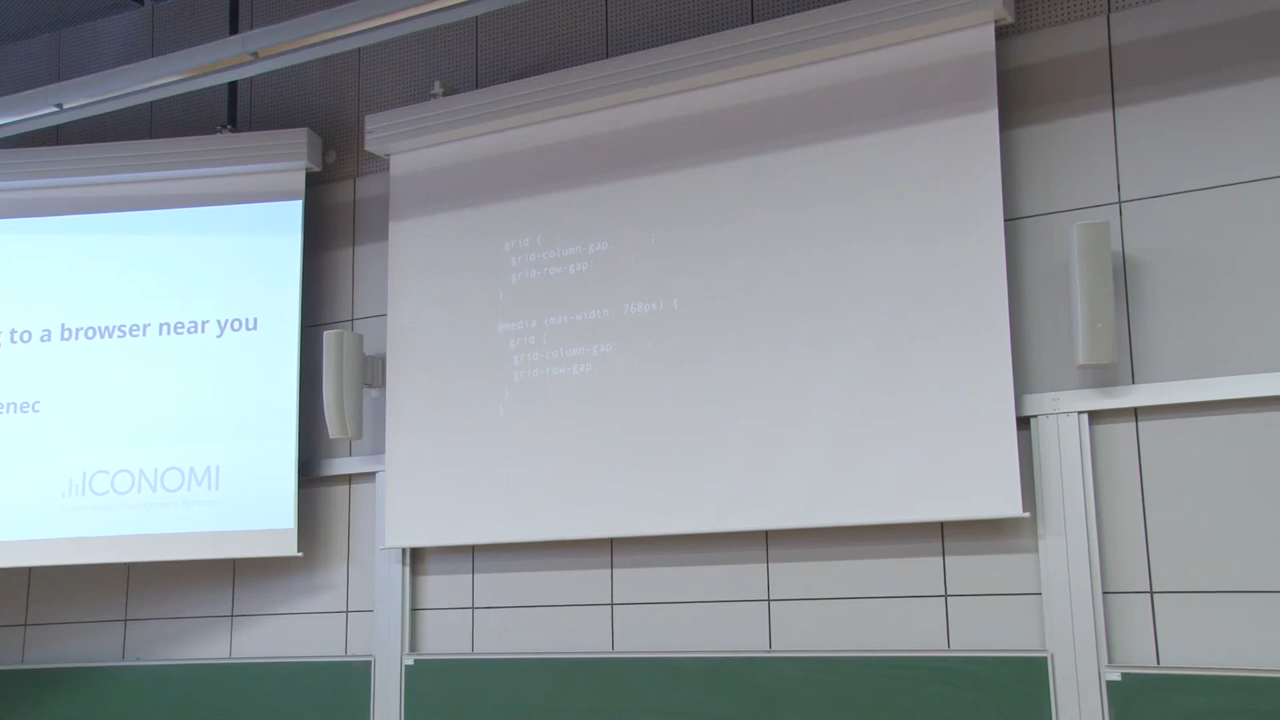 to a browser near you
enec
ICONOMI
grid {
grid-column-gap:
grid-row-gap:
}
@media (max-width: 768px) {
grid {
grid-column-gap:
grid-row-gap:
}
}